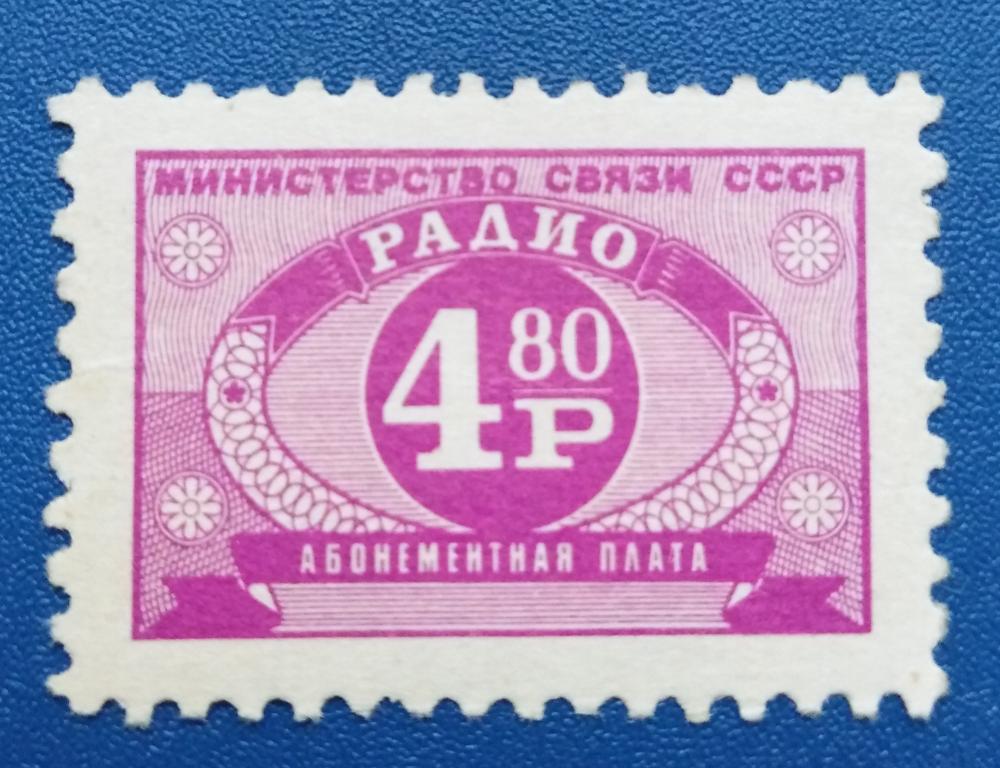 МИНИСТЕРСТВО СВЯЗИ СССР
РАДИО
4 80 Р
АБОНЕМЕНТНАЯ ПЛАТА